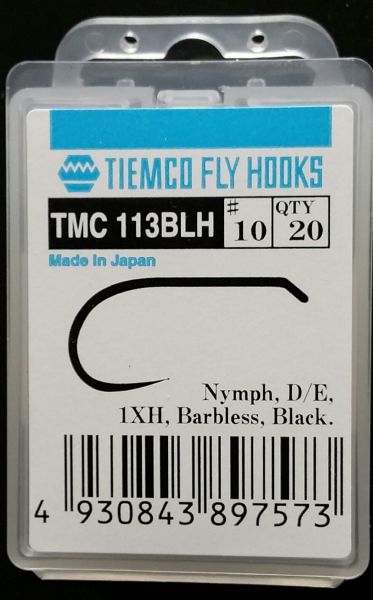 TIEMCO FLY HOOKS
TMC 113BLH # 10 QTY 20
Made In Japan
Nymph, D/E,
1XH, Barbless, Black.
4 930843 897573